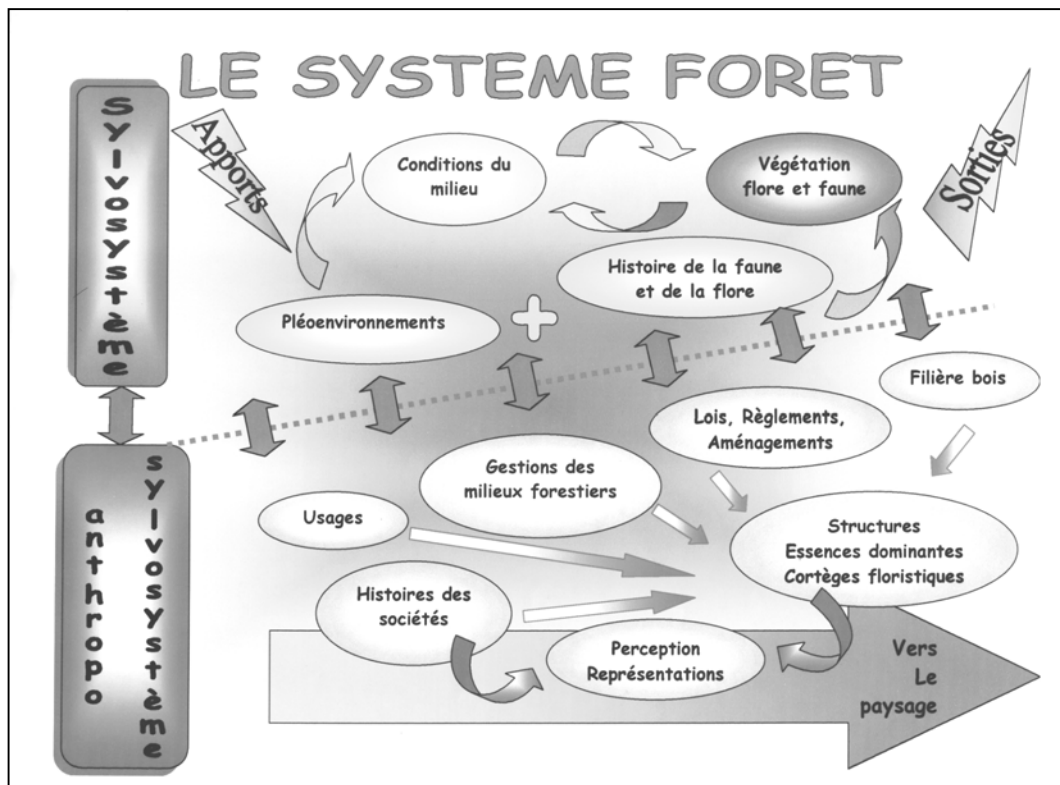 LE SYSTEME FORET
Sylvosystème
Apports
Sorties
Conditions du
milieu
Végétation
flore et faune
Histoire de la faune
et de la flore
Pléoenvironnements
Filière bois
Lois, Règlements,
Aménagements
Gestions des
milieux forestiers
Usages
Structures
Essences dominantes
Cortèges floristiques
Histoires des
sociétés
Perception
Représentations
Vers
Le
paysage
anthropo
sylvosystème